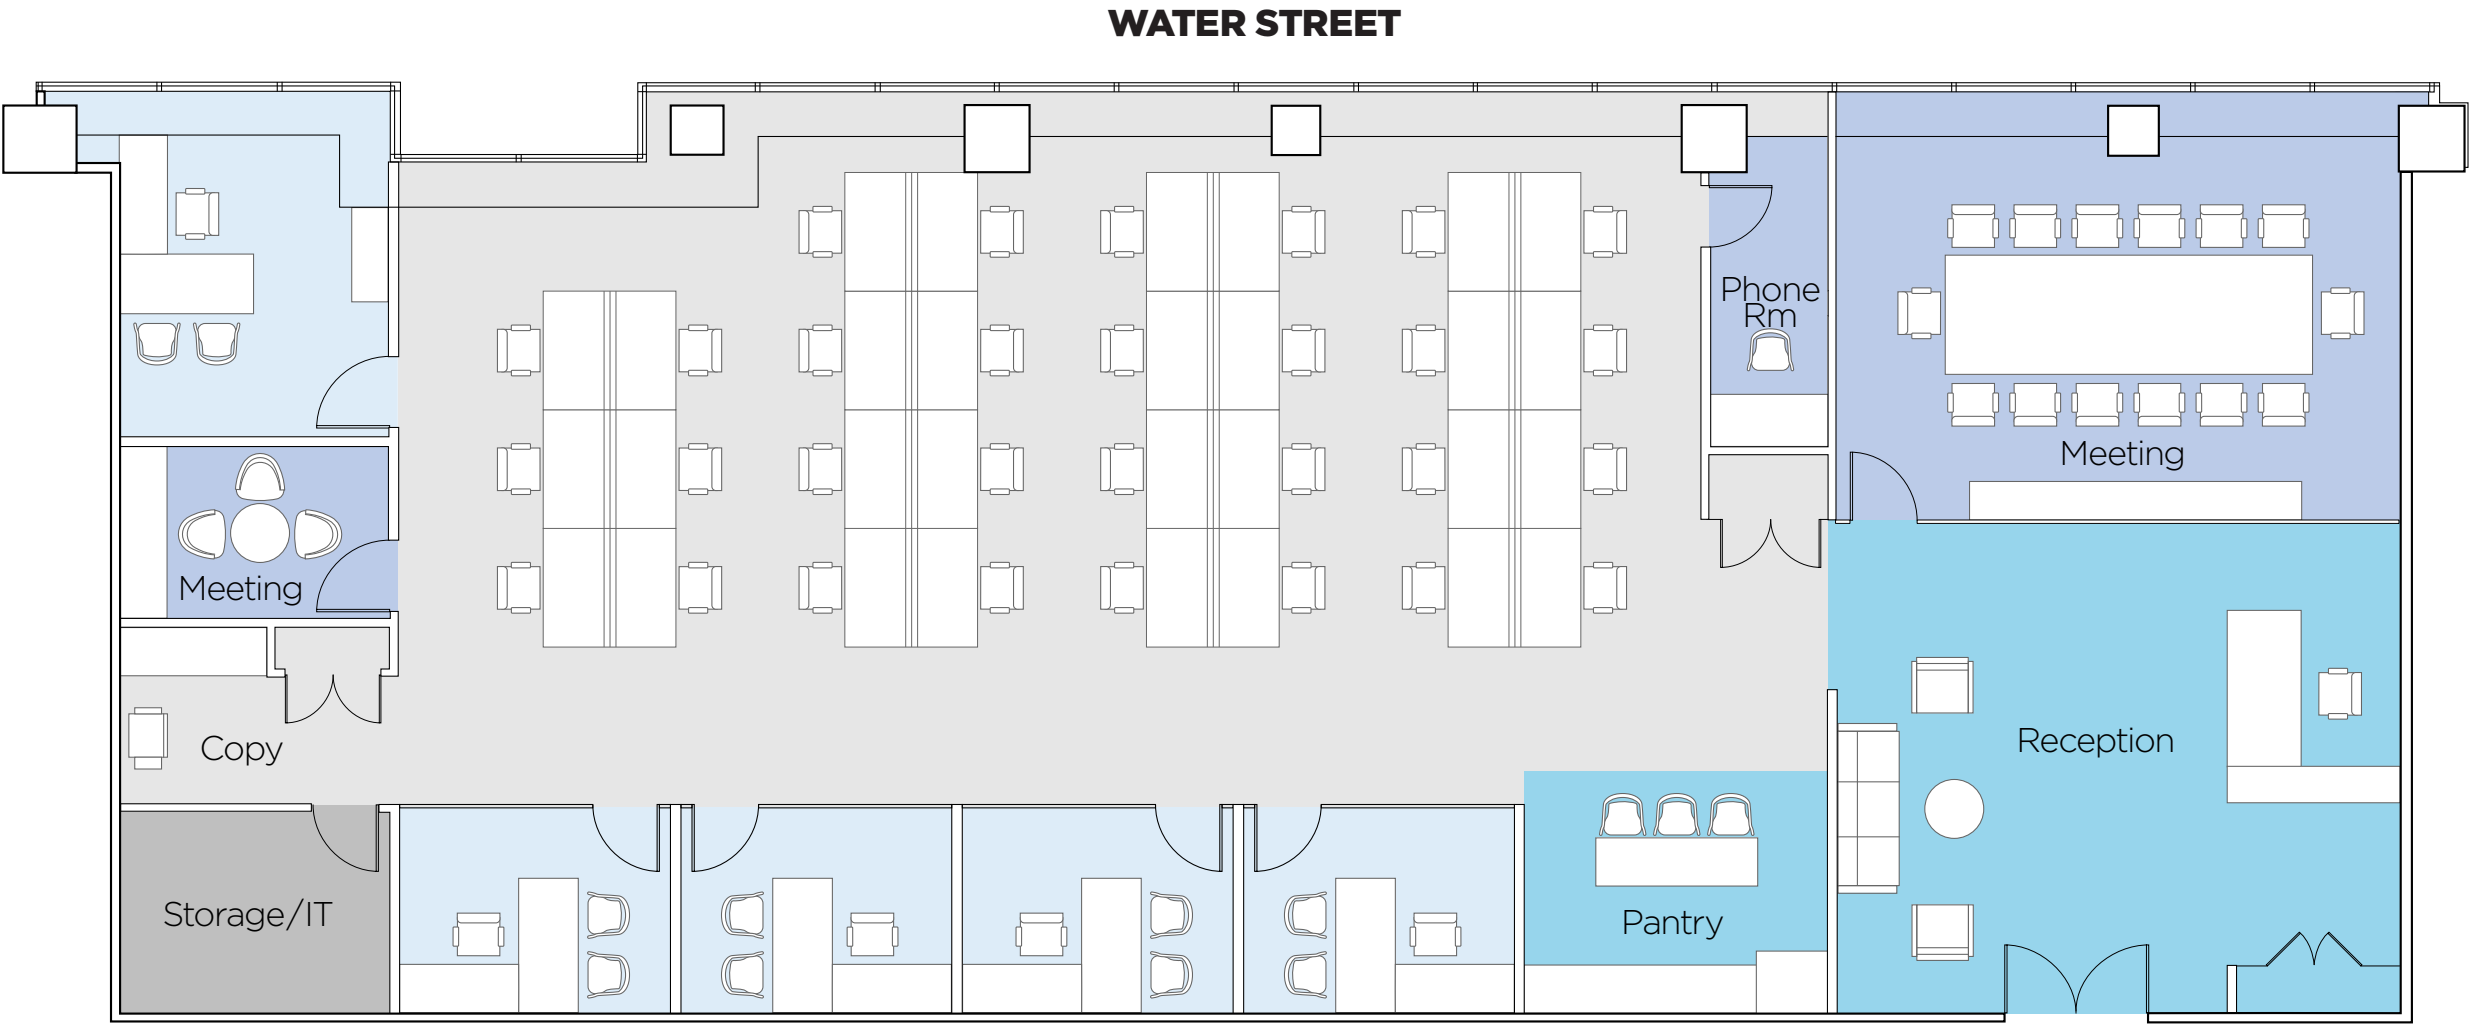 WATER STREET
Phone
Rm
Meeting
Meeting
Copy
Reception
Storage/IT
Pantry